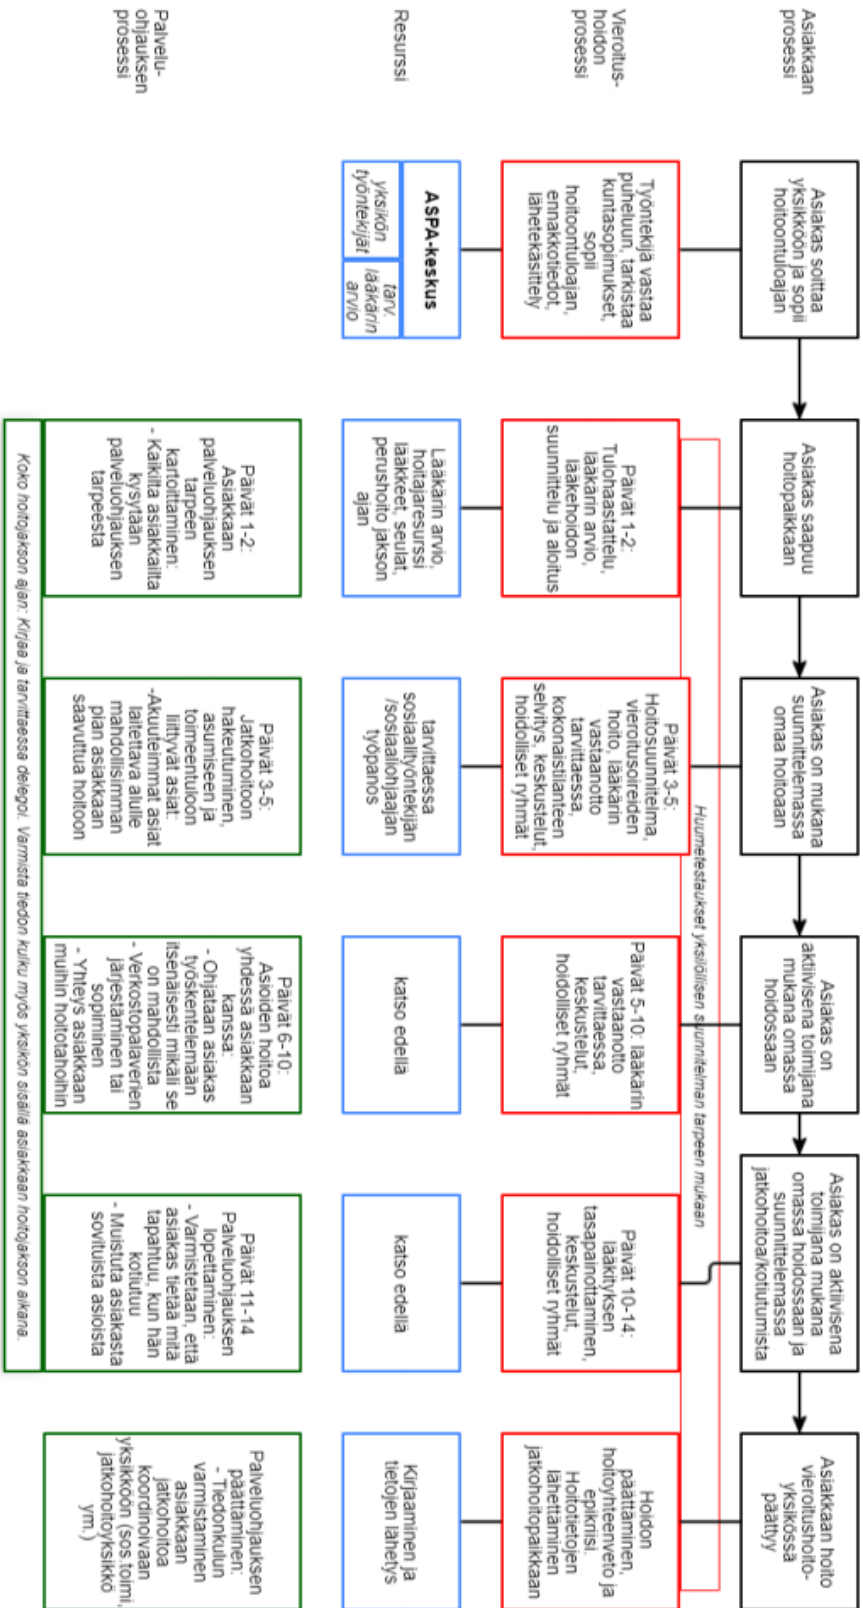 Asiakkaan
prosessi
Asiakas soittaa
yksikköön ja sopii
hoitoontuloajan
Asiakas saapuu
hoitopaikkaan
Asiakas on mukana
suunnittelemassa
omaa hoitoaan
Asiakas on
aktiivisena toimijana
mukana omassa
hoidossaan
Asiakas on aktiivisena
toimijana mukana
omassa hoidossaan ja
suunnittelemassa
jatkohoitoa/kotiutumista
Asiakkaan hoito
vieroitushoito-
yksikössä
päättyy
Huumetestaukset yksilöllisen suunnitelman tarpeen mukaan
Vieroitus-
hoidon
prosessi
Työntekijä vastaa
puheluun, tarkistaa
kuntasopimukset,
sopii
hoitoontuloajan,
ennakkotiedot,
lähetekäsittely
Päivät 1-2:
Tulohaastattelu,
lääkärin arvio,
lääkehoidon
suunnittelu ja aloitus
Päivät 3-5:
Hoitosuunnitelma,
vieroitusoireiden
hoito, lääkärin
vastaanotto
tarvittaessa,
kokonaistilanteen
selvitys, keskustelut,
hoidolliset ryhmät
Päivät 5-10: lääkärin
vastaanotto
tarvittaessa,
keskustelut,
hoidolliset ryhmät
Päivät 10-14:
lääkityksen
tasapainottaminen,
keskustelut,
hoidolliset ryhmät
Hoidon
päättäminen,
hoitoyhteenveto ja
epikriisi.
Hoitotietojen
lähettäminen
jatkohoitopaikkaan
Resurssi
ASPA-keskus
yksikön
työntekijät
tarv.
lääkärin
arvio
Lääkärin arvio,
hoitajaresurssi
lääkkeet, seulat,
perushoito jakson
ajan
tarvittaessa
sosiaalityöntekijän
/sosiaaliohjaajan
työpanos
katso edellä
katso edellä
Kirjaaminen ja
tietojen lähetys
Palvelu-
ohjauksen
prosessi
Päivät 1-2:
Asiakkaan
palveluohjauksen
tarpeen
kartoittaminen:
- Kaikilta asiakkailta
kysytään
palveluohjauksen
tarpeesta
Päivät 3-5:
Jatkohoitoon
hakeutuminen,
asumiseen ja
toimeentuloon
liittyvät asiat:
-Akuuteimmat asiat
laitettava alulle
mahdollisimman
pian asiakkaan
saavuttua hoitoon
Päivät 6-10:
Asioiden hoitoa
yhdessä asiakkaan
kanssa:
- Ohjataan asiakas
työskentelemään
itsenäisesti mikäli se
on mahdollista
- Verkostopalaverien
järjestäminen tai
sopiminen
- Yhteys asiakkaan
muihin hoitotahoihin
Päivät 11-14
Palveluohjauksen
lopettaminen:
- Varmistetaan, että
asiakas tietää mitä
tapahtuu, kun hän
kotiutuu
- Muistuta asiakasta
sovituista asioista
Palveluohjauksen
päättäminen:
- Tiedonkulun
varmistaminen
asiakkaan
jatkohoitoa
koordinoivaan
yksikköön (sos.toimi,
jatkohoitoyksikkö
ym.)
Koko hoitojakson ajan: Kirjaa ja tarvittaessa delegoi. Varmista tiedon kulku myös yksikön sisällä asiakkaan hoitojakson aikana.